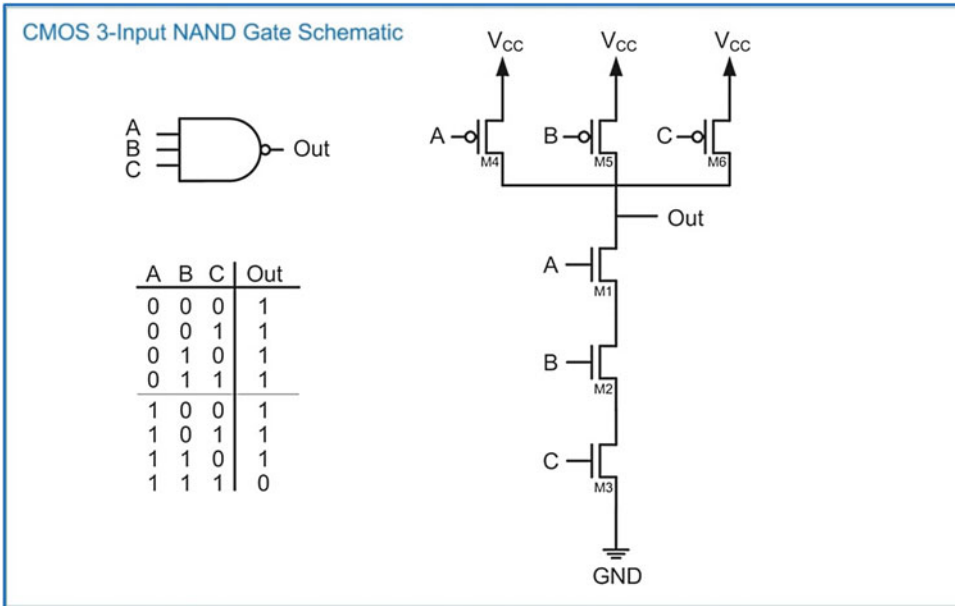 CMOS 3-Input NAND Gate Schematic
A
B
C
Out
A B C Out
0 0 0 1
0 0 1 1
0 1 0 1
0 1 1 1
1 0 0 1
1 0 1 1
1 1 0 1
1 1 1 0
VCC VCC VCC
A M4 B M5 C M6
Out
A
M1
B
M2
C
M3
GND